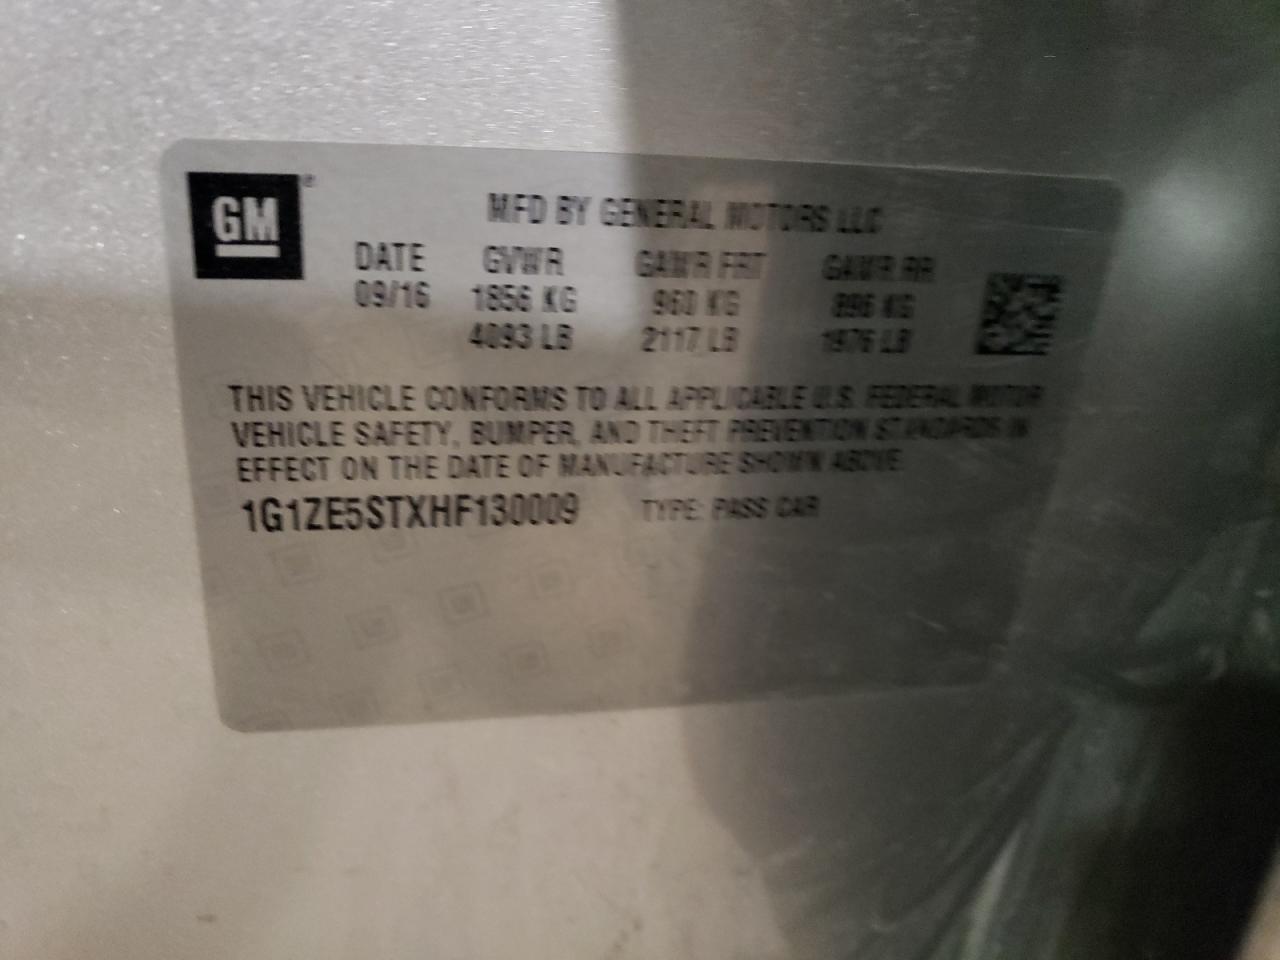 GM®
MFD BY GENERAL MOTORS LLC
DATE GVWR GAWR FRT GAWR RR
09/16 1856 KG 960 KG 896 KG
4093 LB 2117 LB 1976 LB
THIS VEHICLE CONFORMS TO ALL APPLICABLE U.S. FEDERAL MOTOR
VEHICLE SAFETY, BUMPER, AND THEFT PREVENTION STANDARDS IN
EFFECT ON THE DATE OF MANUFACTURE SHOWN ABOVE.
1G1ZE5STXHF130009 TYPE: PASS CAR